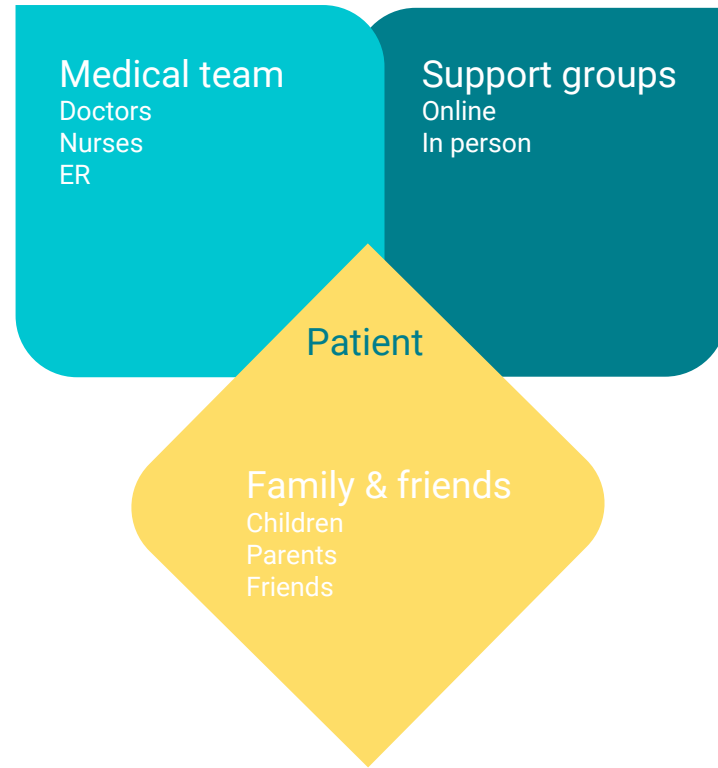 Medical team
Doctors
Nurses
ER
Support groups
Online
In person
Patient
Family & friends
Children
Parents
Friends